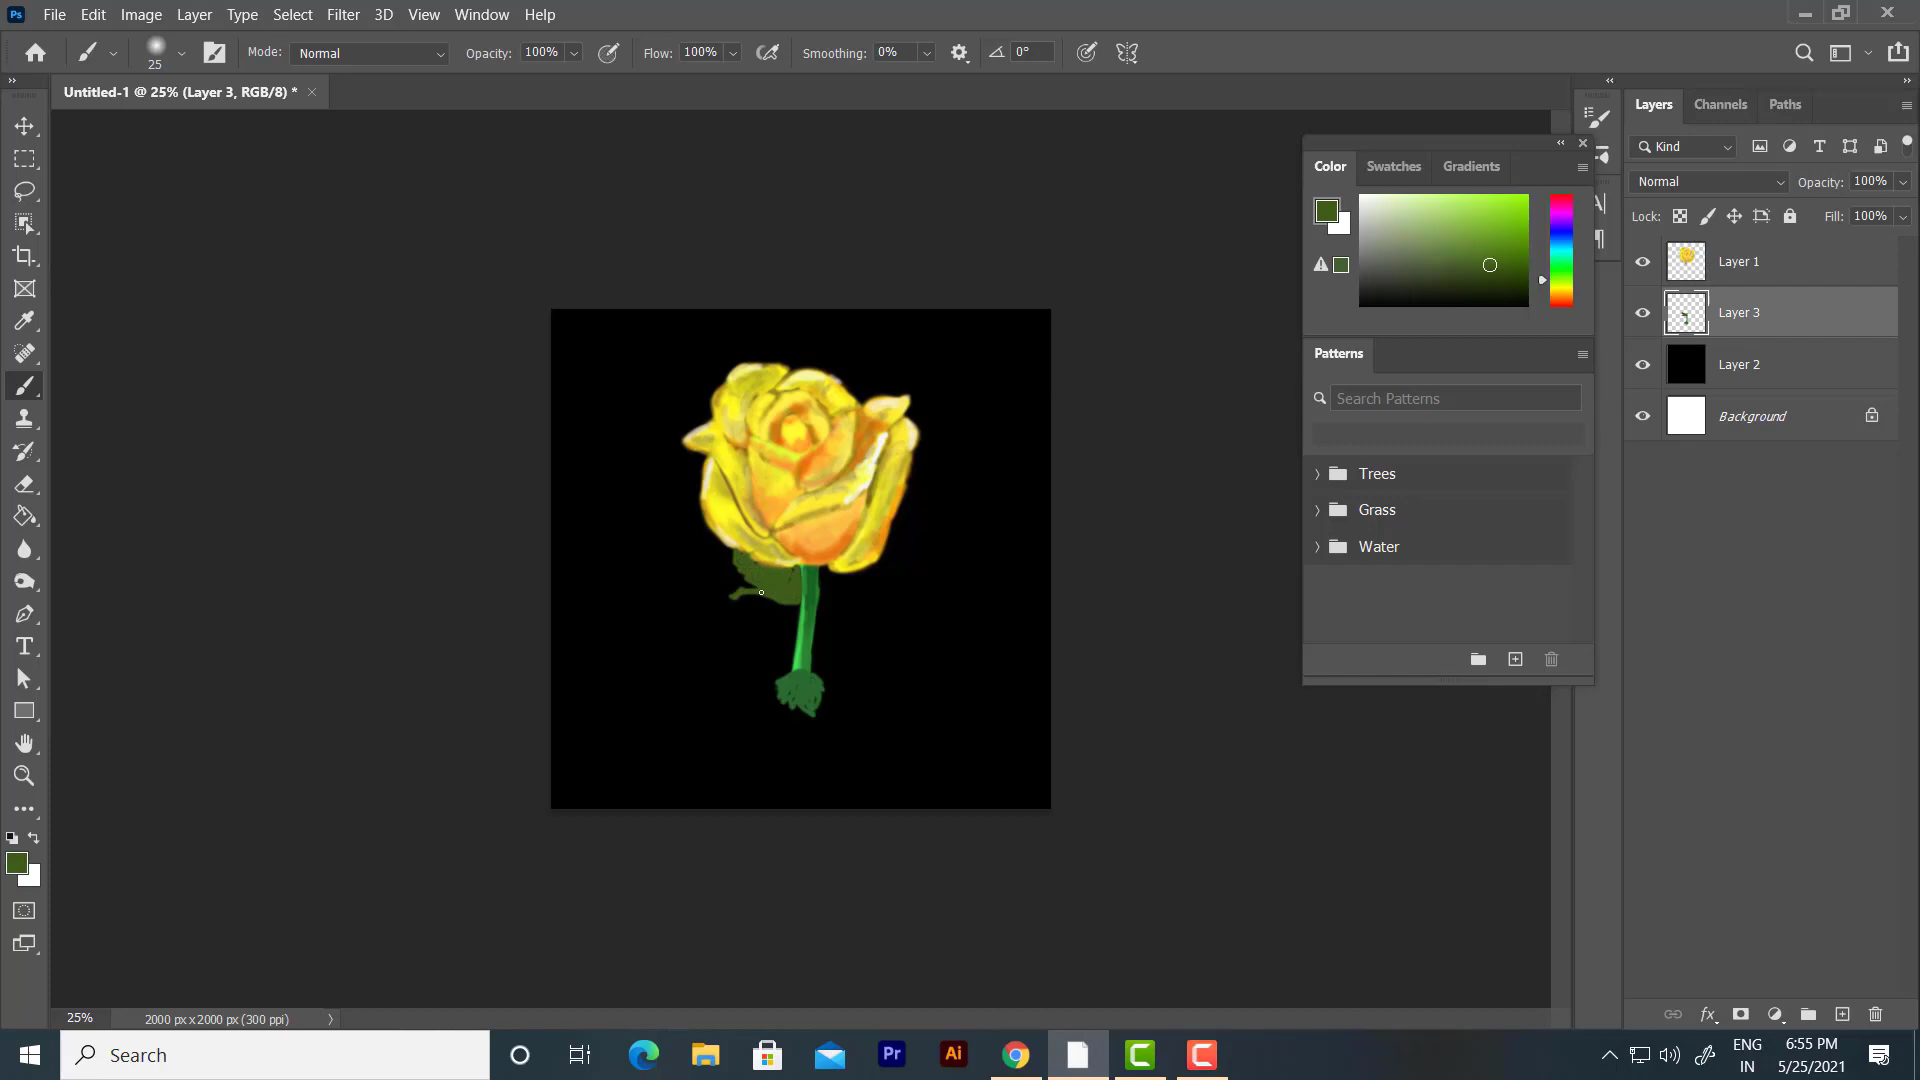 Ps File Edit Image Layer Type Select Filter 3D View Window Help
25 Mode: Normal Opacity: 100% Flow: 100% Smoothing: 0% 0°
Untitled-1 @ 25% (Layer 3, RGB/8) *
Color Swatches Gradients
Patterns
Search Patterns
Trees
Grass
Water
Layers Channels Paths
Kind
Normal Opacity: 100%
Lock: Fill: 100%
Layer 1
Layer 3
Layer 2
Background
25% 2000 px x 2000 px (300 ppi)
Search
Pr
Ai
ENG
IN
6:55 PM
5/25/2021